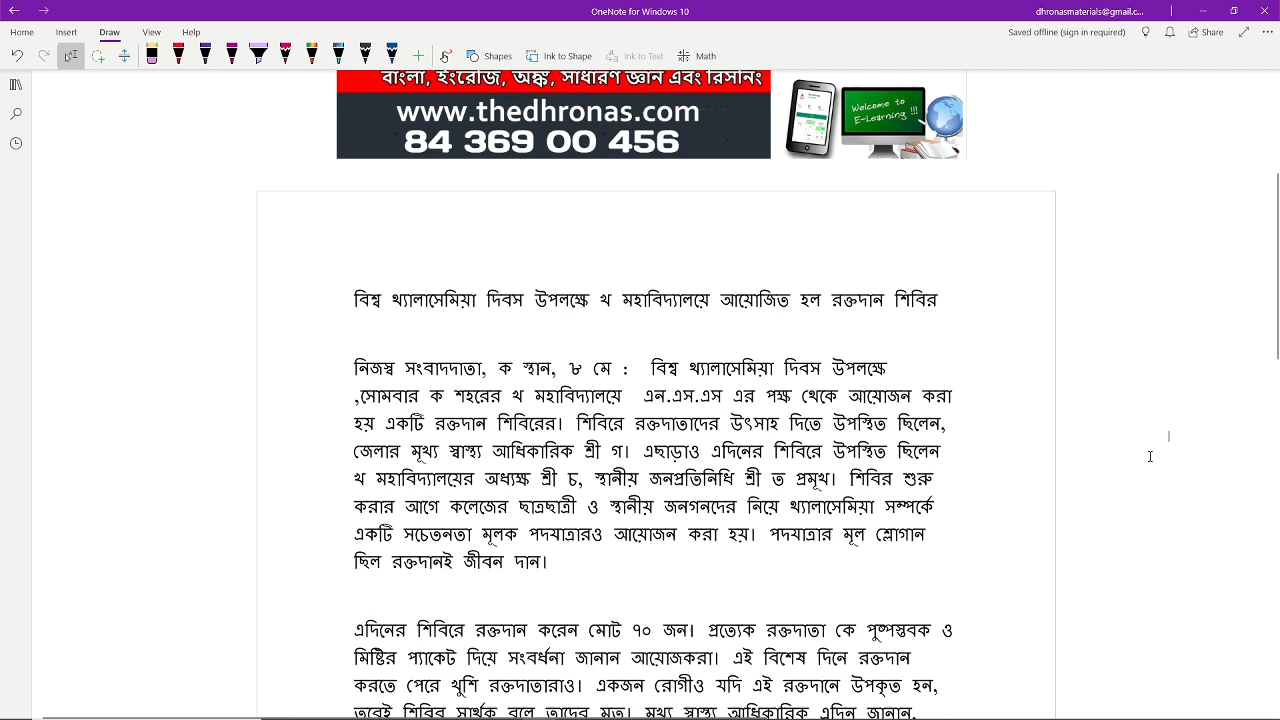 OneNote for Windows 10
dhronasmaterials@gmail.c...
Home Insert Draw View Help
Saved offline (sign in required) Share
Shapes Ink to Shape Ink to Text Math
বাংলা, ইংরেজি, অঙ্ক, সাধারণ জ্ঞান এবং রিসনিং
www.thedhronas.com
84 369 00 456
Welcome to
E-Learning !!!
বিশ্ব থ্যালাসেমিয়া দিবস উপলক্ষে খ মহাবিদ্যালয়ে আয়োজিত হল রক্তদান শিবির
নিজস্ব সংবাদদাতা, ক স্থান, ৮ মে : বিশ্ব থ্যালাসেমিয়া দিবস উপলক্ষে
,সোমবার ক শহরের খ মহাবিদ্যালয়ে এন.এস.এস এর পক্ষ থেকে আয়োজন করা
হয় একটি রক্তদান শিবিরের। শিবিরে রক্তদাতাদের উৎসাহ দিতে উপস্থিত ছিলেন,
জেলার মূখ্য স্বাস্থ্য আধিকারিক শ্রী গ। এছাড়াও এদিনের শিবিরে উপস্থিত ছিলেন
খ মহাবিদ্যালয়ের অধ্যক্ষ শ্রী চ, স্থানীয় জনপ্রতিনিধি শ্রী ত প্রমূখ। শিবির শুরু
করার আগে কলেজের ছাত্রছাত্রী ও স্থানীয় জনগনদের নিয়ে থ্যালাসেমিয়া সম্পর্কে
একটি সচেতনতা মূলক পদযাত্রারও আয়োজন করা হয়। পদযাত্রার মূল শ্লোগান
ছিল রক্তদানই জীবন দান।
এদিনের শিবিরে রক্তদান করেন মোট ৭০ জন। প্রত্যেক রক্তদাতা কে পুষ্পস্তবক ও
মিষ্টির প্যাকেট দিয়ে সংবর্ধনা জানান আয়োজকরা। এই বিশেষ দিনে রক্তদান
করতে পেরে খুশি রক্তদাতারাও। একজন রোগীও যদি এই রক্তদানে উপকৃত হন,
তবেই শিবির সার্থক বলে তাদের মত। মূখ্য স্বাস্থ্য আধিকারিক এদিন জানান,